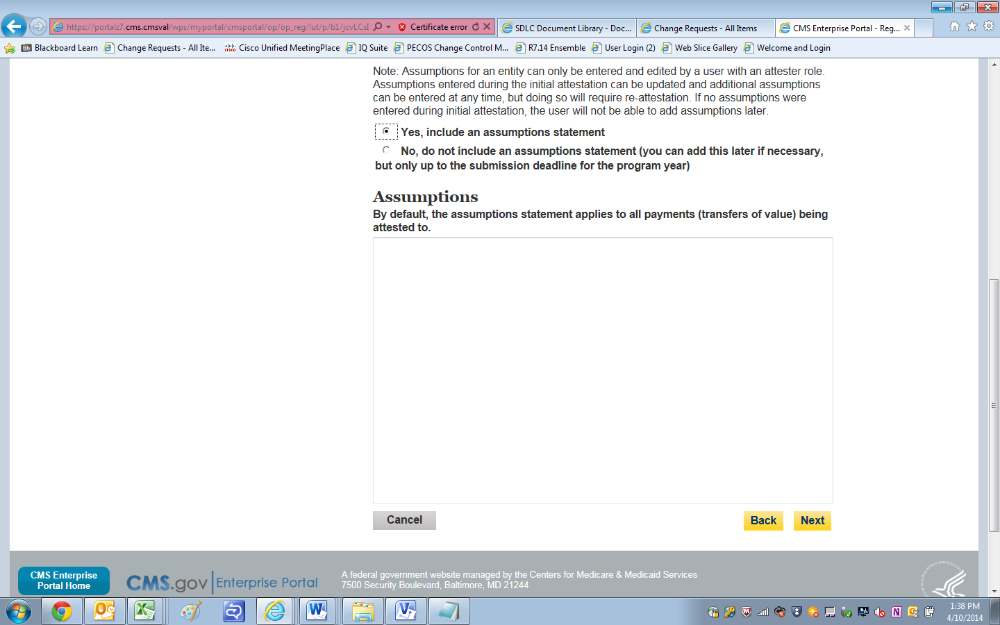 https://portalz7.cms.cmsval/wps/myportal/cmsportal/op/op_reg/!ut/p/b1/jcvLCsI
Certificate error
SDLC Document Library - Doc...
Change Requests - All Items
CMS Enterprise Portal - Reg...
Bb Blackboard Learn
Change Requests - All Ite...
cisco Cisco Unified MeetingPlace
IQ Suite
PECOS Change Control M...
R7.14 Ensemble
User Login (2)
Web Slice Gallery
Welcome and Login
Note: Assumptions for an entity can only be entered and edited by a user with an attester role.
Assumptions entered during the initial attestation can be updated and additional assumptions
can be entered at any time, but doing so will require re-attestation. If no assumptions were
entered during initial attestation, the user will not be able to add assumptions later.
Yes, include an assumptions statement
No, do not include an assumptions statement (you can add this later if necessary,
but only up to the submission deadline for the program year)
Assumptions
By default, the assumptions statement applies to all payments (transfers of value) being
attested to.
Cancel
Back
Next
CMS Enterprise
Portal Home
CMS.gov Enterprise Portal
A federal government website managed by the Centers for Medicare & Medicaid Services
7500 Security Boulevard, Baltimore, MD 21244
1:38 PM
4/10/2014